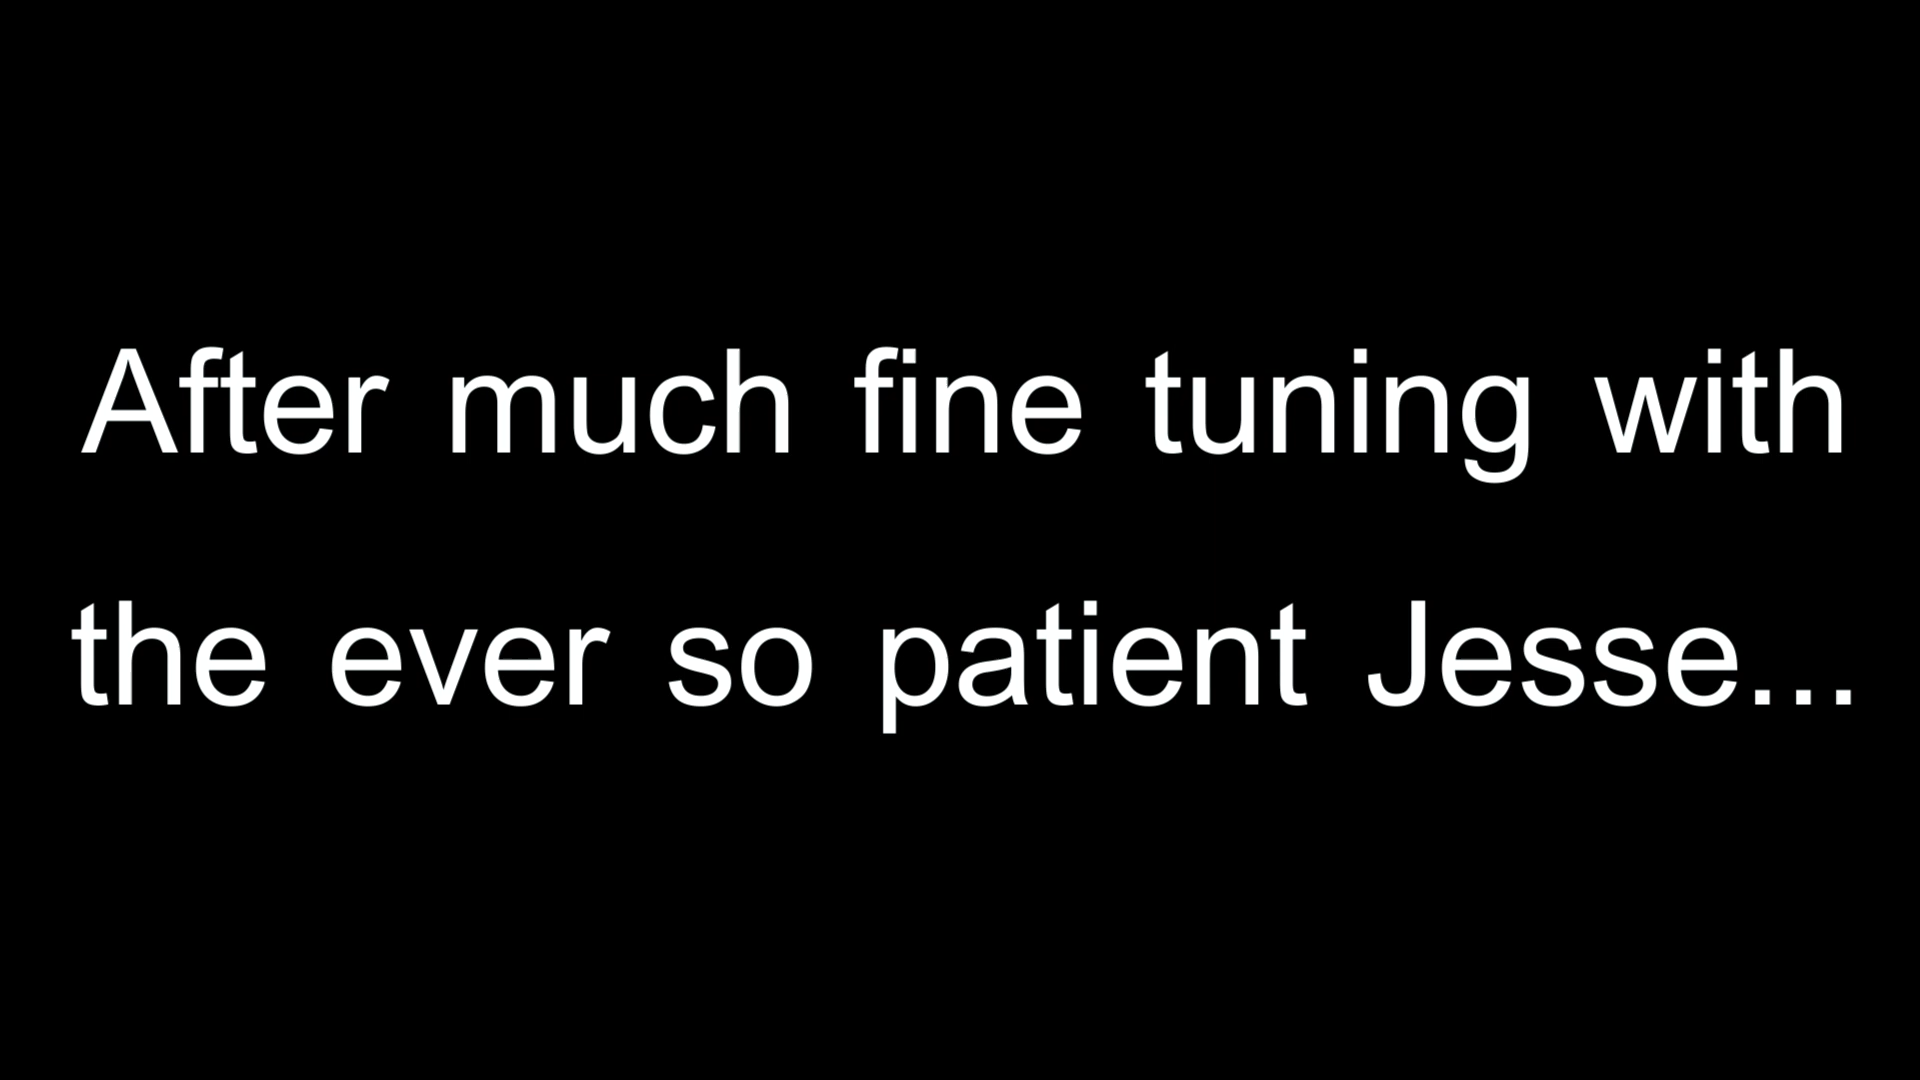 After much fine tuning with
the ever so patient Jesse...